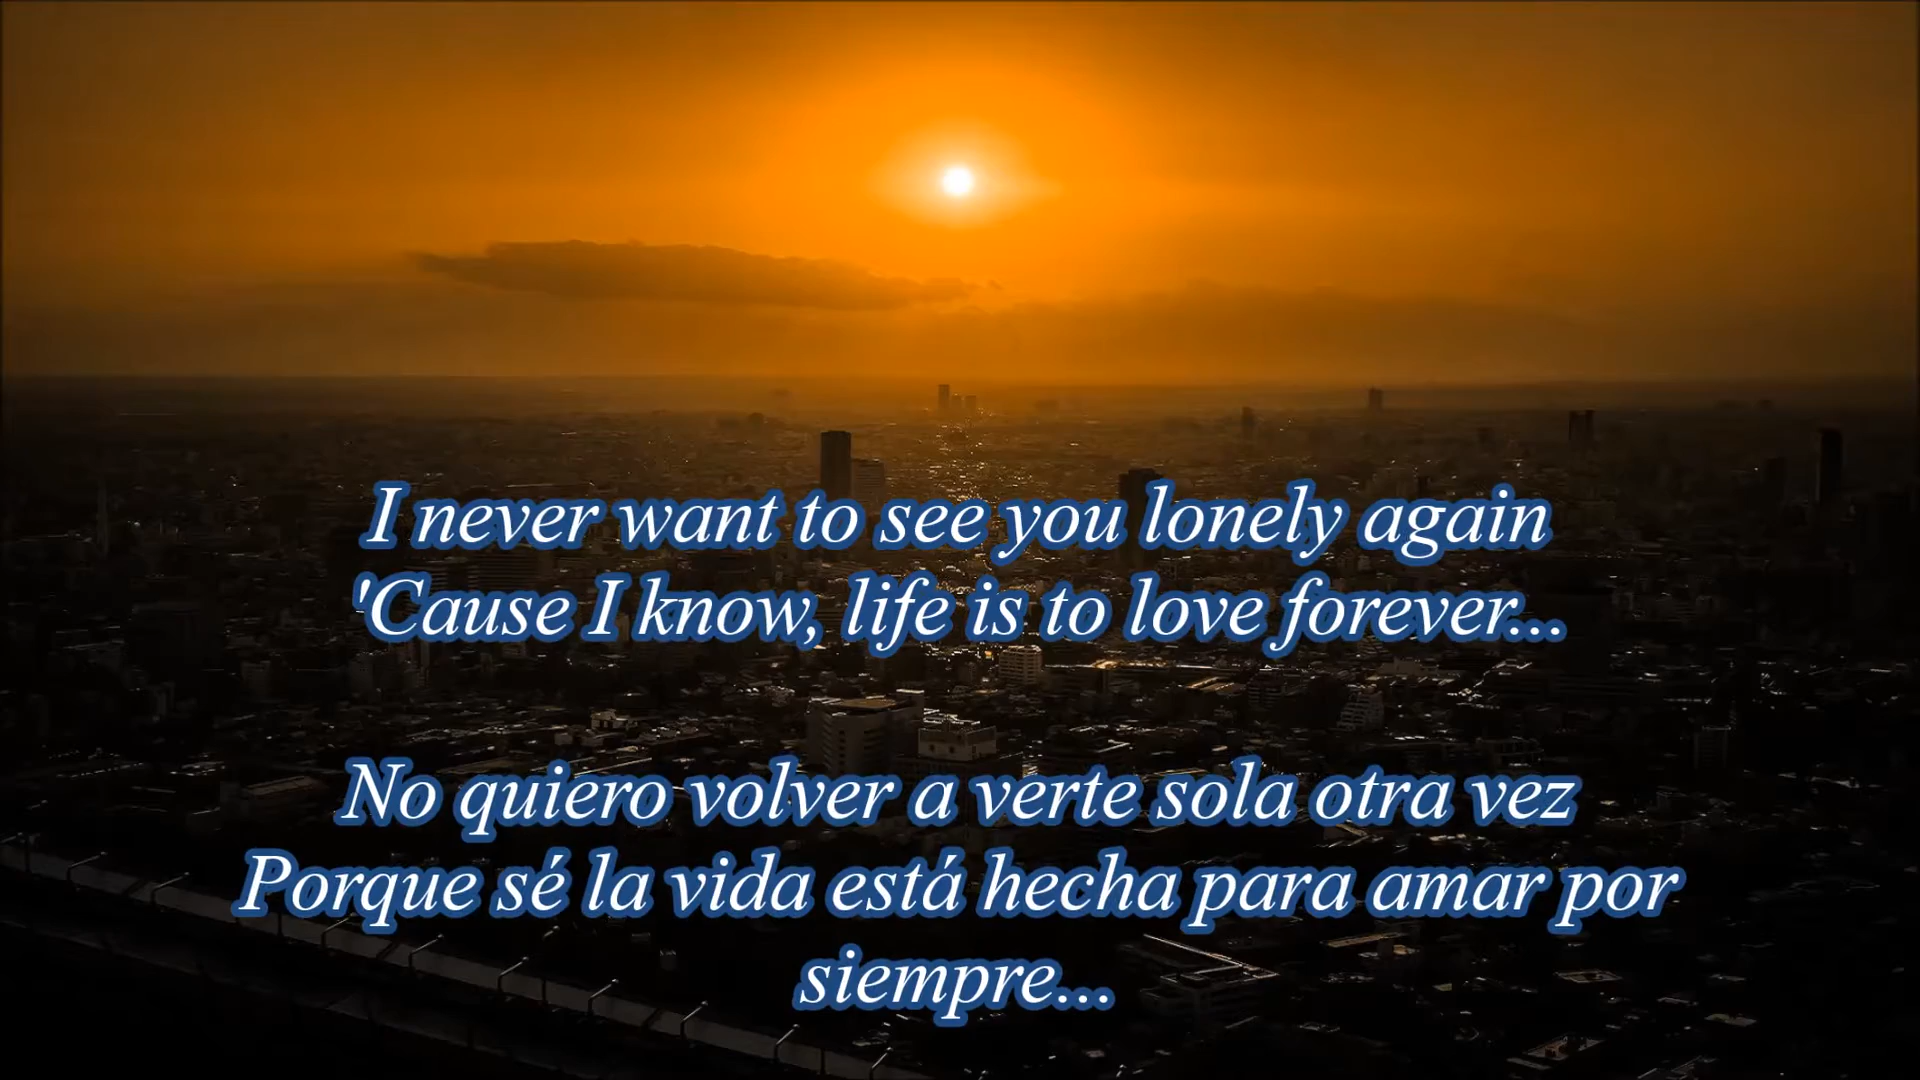 I never want to see you lonely again
'Cause I know, life is to love forever...
No quiero volver a verte sola otra vez
Porque sé la vida está hecha para amar por
siempre...